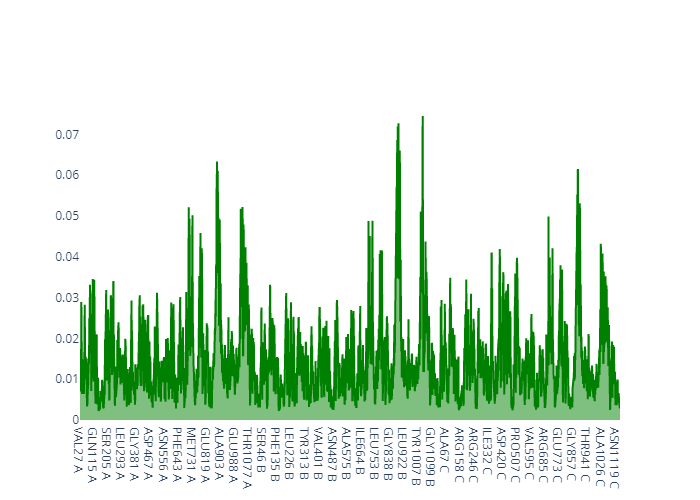 0.07
0.06
0.05
0.04
0.03
0.02
0.01
0
VAL27 A
GLN115 A
SER205 A
LEU293 A
GLY381 A
ASP467 A
ASN556 A
PHE643 A
MET731 A
GLU819 A
ALA903 A
GLU988 A
THR1077 A
SER46 B
PHE135 B
LEU226 B
TYR313 B
VAL401 B
ASN487 B
ALA575 B
ILE664 B
LEU753 B
GLY838 B
LEU922 B
TYR1007 B
GLY1099 B
ALA67 C
ARG158 C
ARG246 C
ILE332 C
ASP420 C
PRO507 C
VAL595 C
ARG685 C
GLU773 C
GLY857 C
THR941 C
ALA1026 C
ASN1119 C